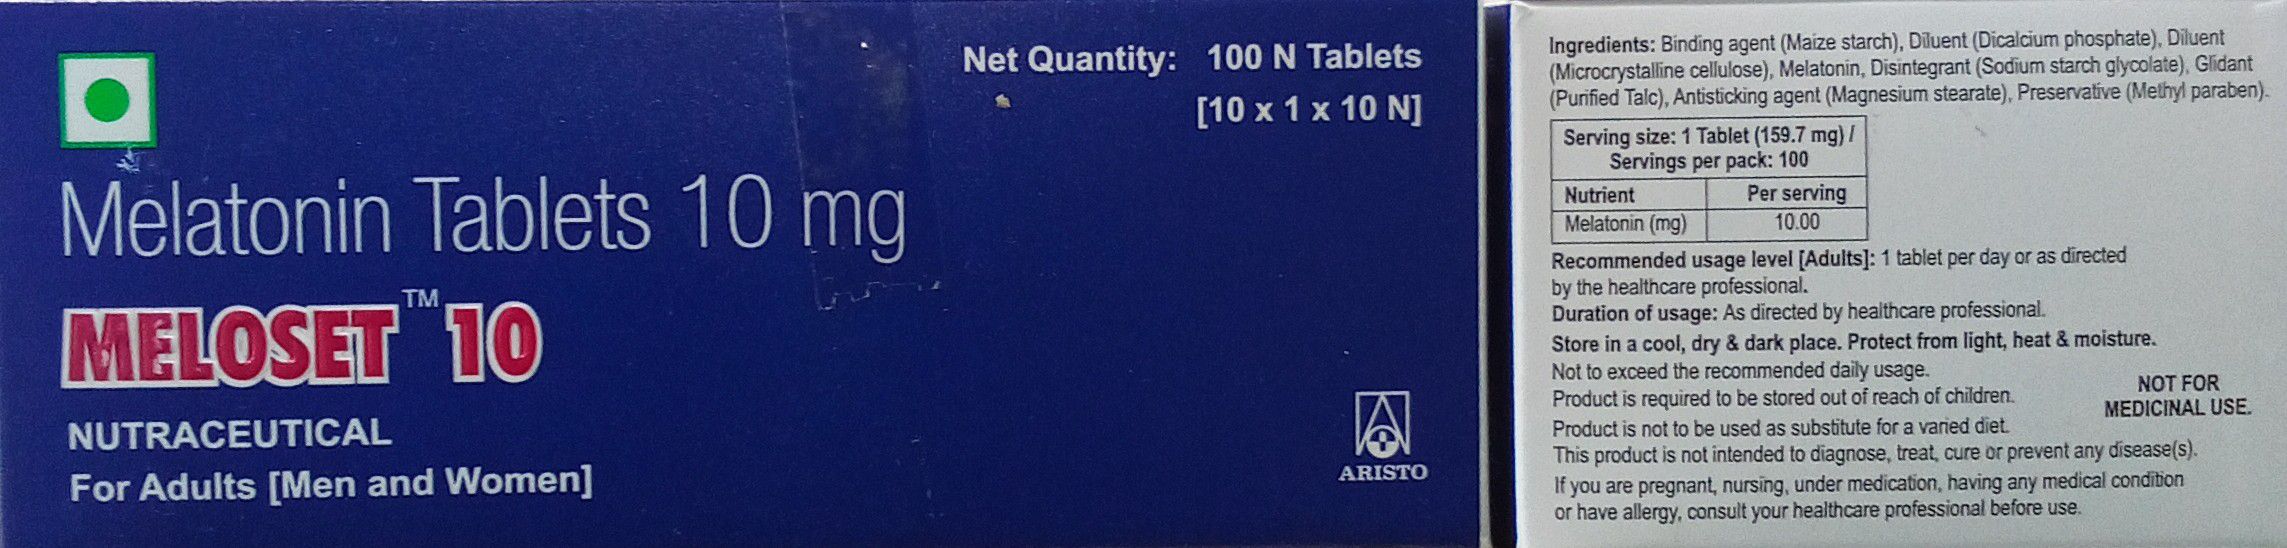 Net Quantity: 100 N Tablets
[10 x 1 x 10 N]
Melatonin Tablets 10 mg
MELOSET™ 10
NUTRACEUTICAL
For Adults [Men and Women]
ARISTO
Ingredients: Binding agent (Maize starch), Diluent (Dicalcium phosphate), Diluent
(Microcrystalline cellulose), Melatonin, Disintegrant (Sodium starch glycolate), Glidant
(Purified Talc), Antisticking agent (Magnesium stearate), Preservative (Methyl paraben).
Serving size: 1 Tablet (159.7 mg) /
Servings per pack: 100
Nutrient Per serving
Melatonin (mg) 10.00
Recommended usage level [Adults]: 1 tablet per day or as directed
by the healthcare professional.
Duration of usage: As directed by healthcare professional.
Store in a cool, dry & dark place. Protect from light, heat & moisture.
Not to exceed the recommended daily usage.
Product is required to be stored out of reach of children.
Product is not to be used as substitute for a varied diet.
NOT FOR
MEDICINAL USE.
This product is not intended to diagnose, treat, cure or prevent any disease(s).
If you are pregnant, nursing, under medication, having any medical condition
or have allergy, consult your healthcare professional before use.